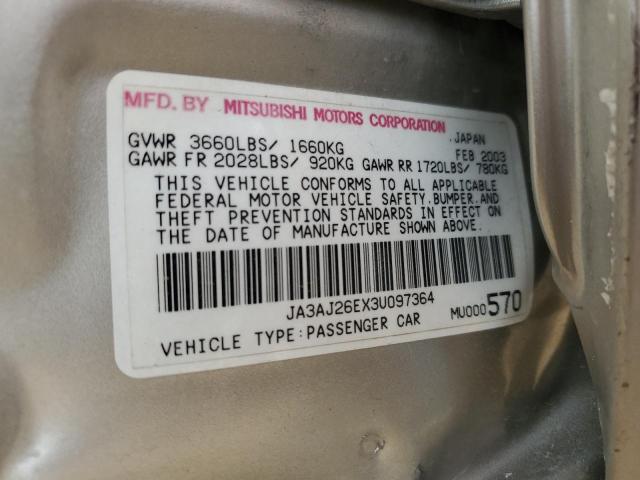 MFD. BY MITSUBISHI MOTORS CORPORATION
GVWR 3660LBS/ 1660KG JAPAN
GAWR FR 2028LBS/ 920KG GAWR RR 1720LBS/ 780KG FEB 2003
THIS VEHICLE CONFORMS TO ALL APPLICABLE
FEDERAL MOTOR VEHICLE SAFETY.BUMPER.AND
THEFT PREVENTION STANDARDS IN EFFECT ON
THE DATE OF MANUFACTURE SHOWN ABOVE.
JA3AJ26EX3U097364
VEHICLE TYPE:PASSENGER CAR MU000570